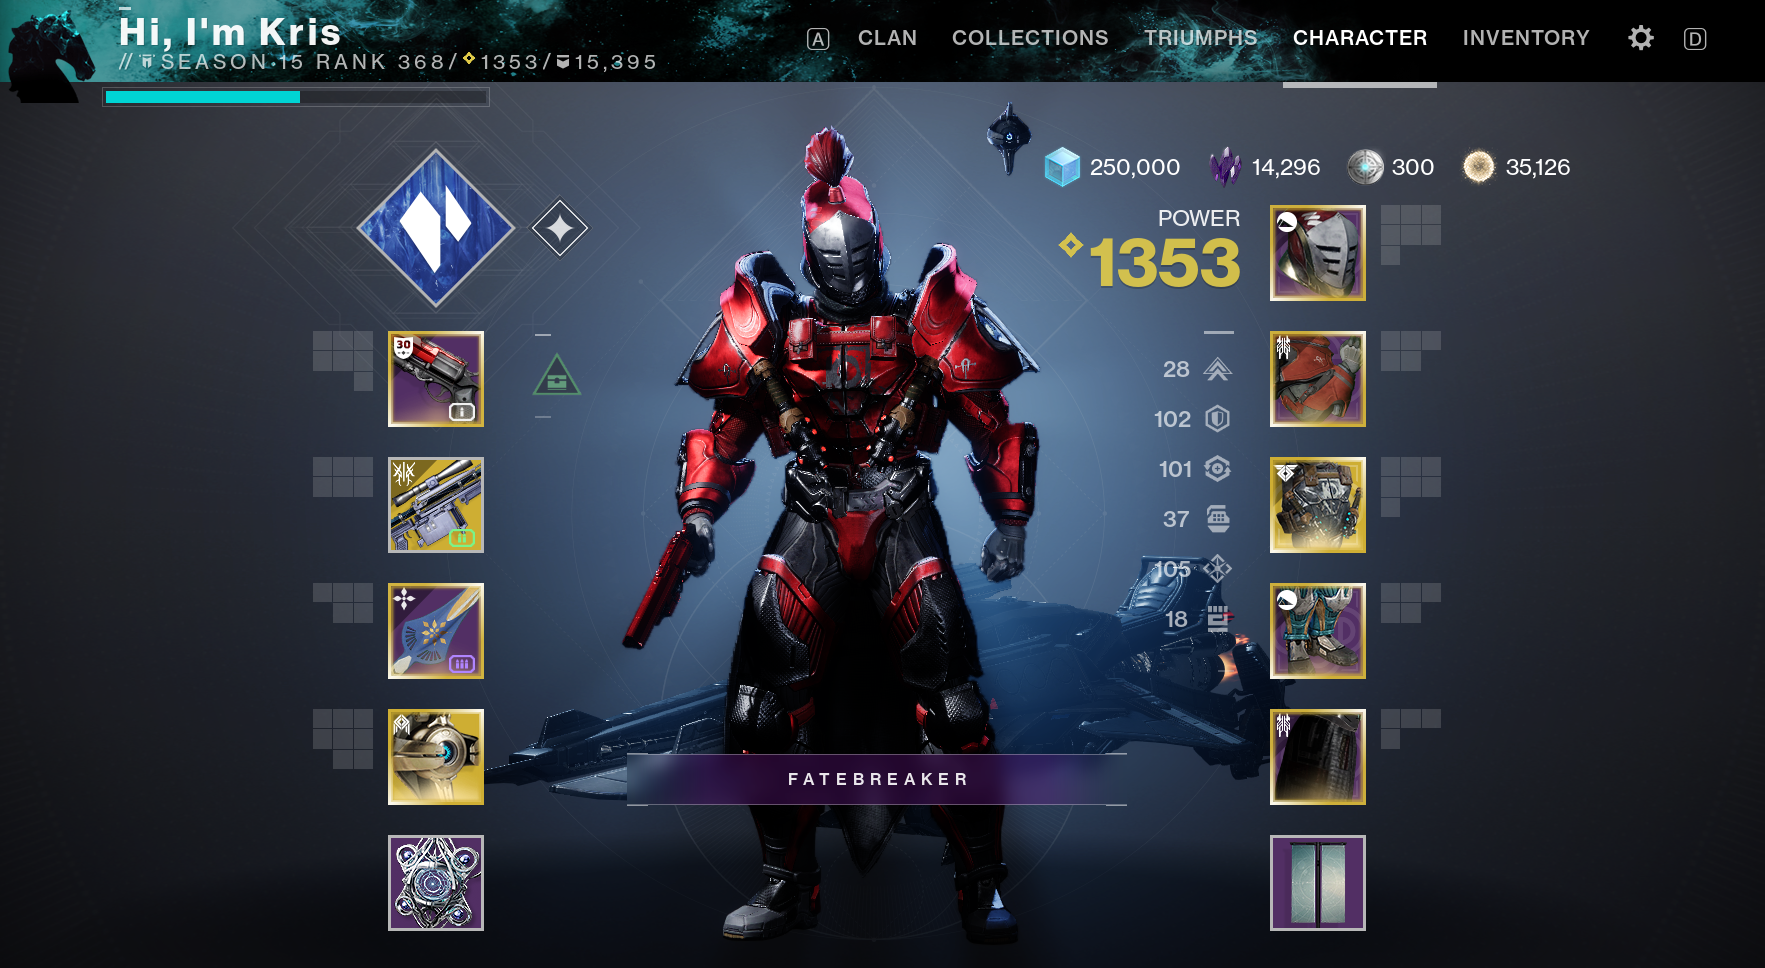 Hi, I'm Kris
// SEASON 15 RANK 368/1353/15,395
A CLAN COLLECTIONS TRIUMPHS CHARACTER INVENTORY D
250,000 14,296 300 35,126
POWER
1353
30
28
102
101
37
105
18
FATEBREAKER